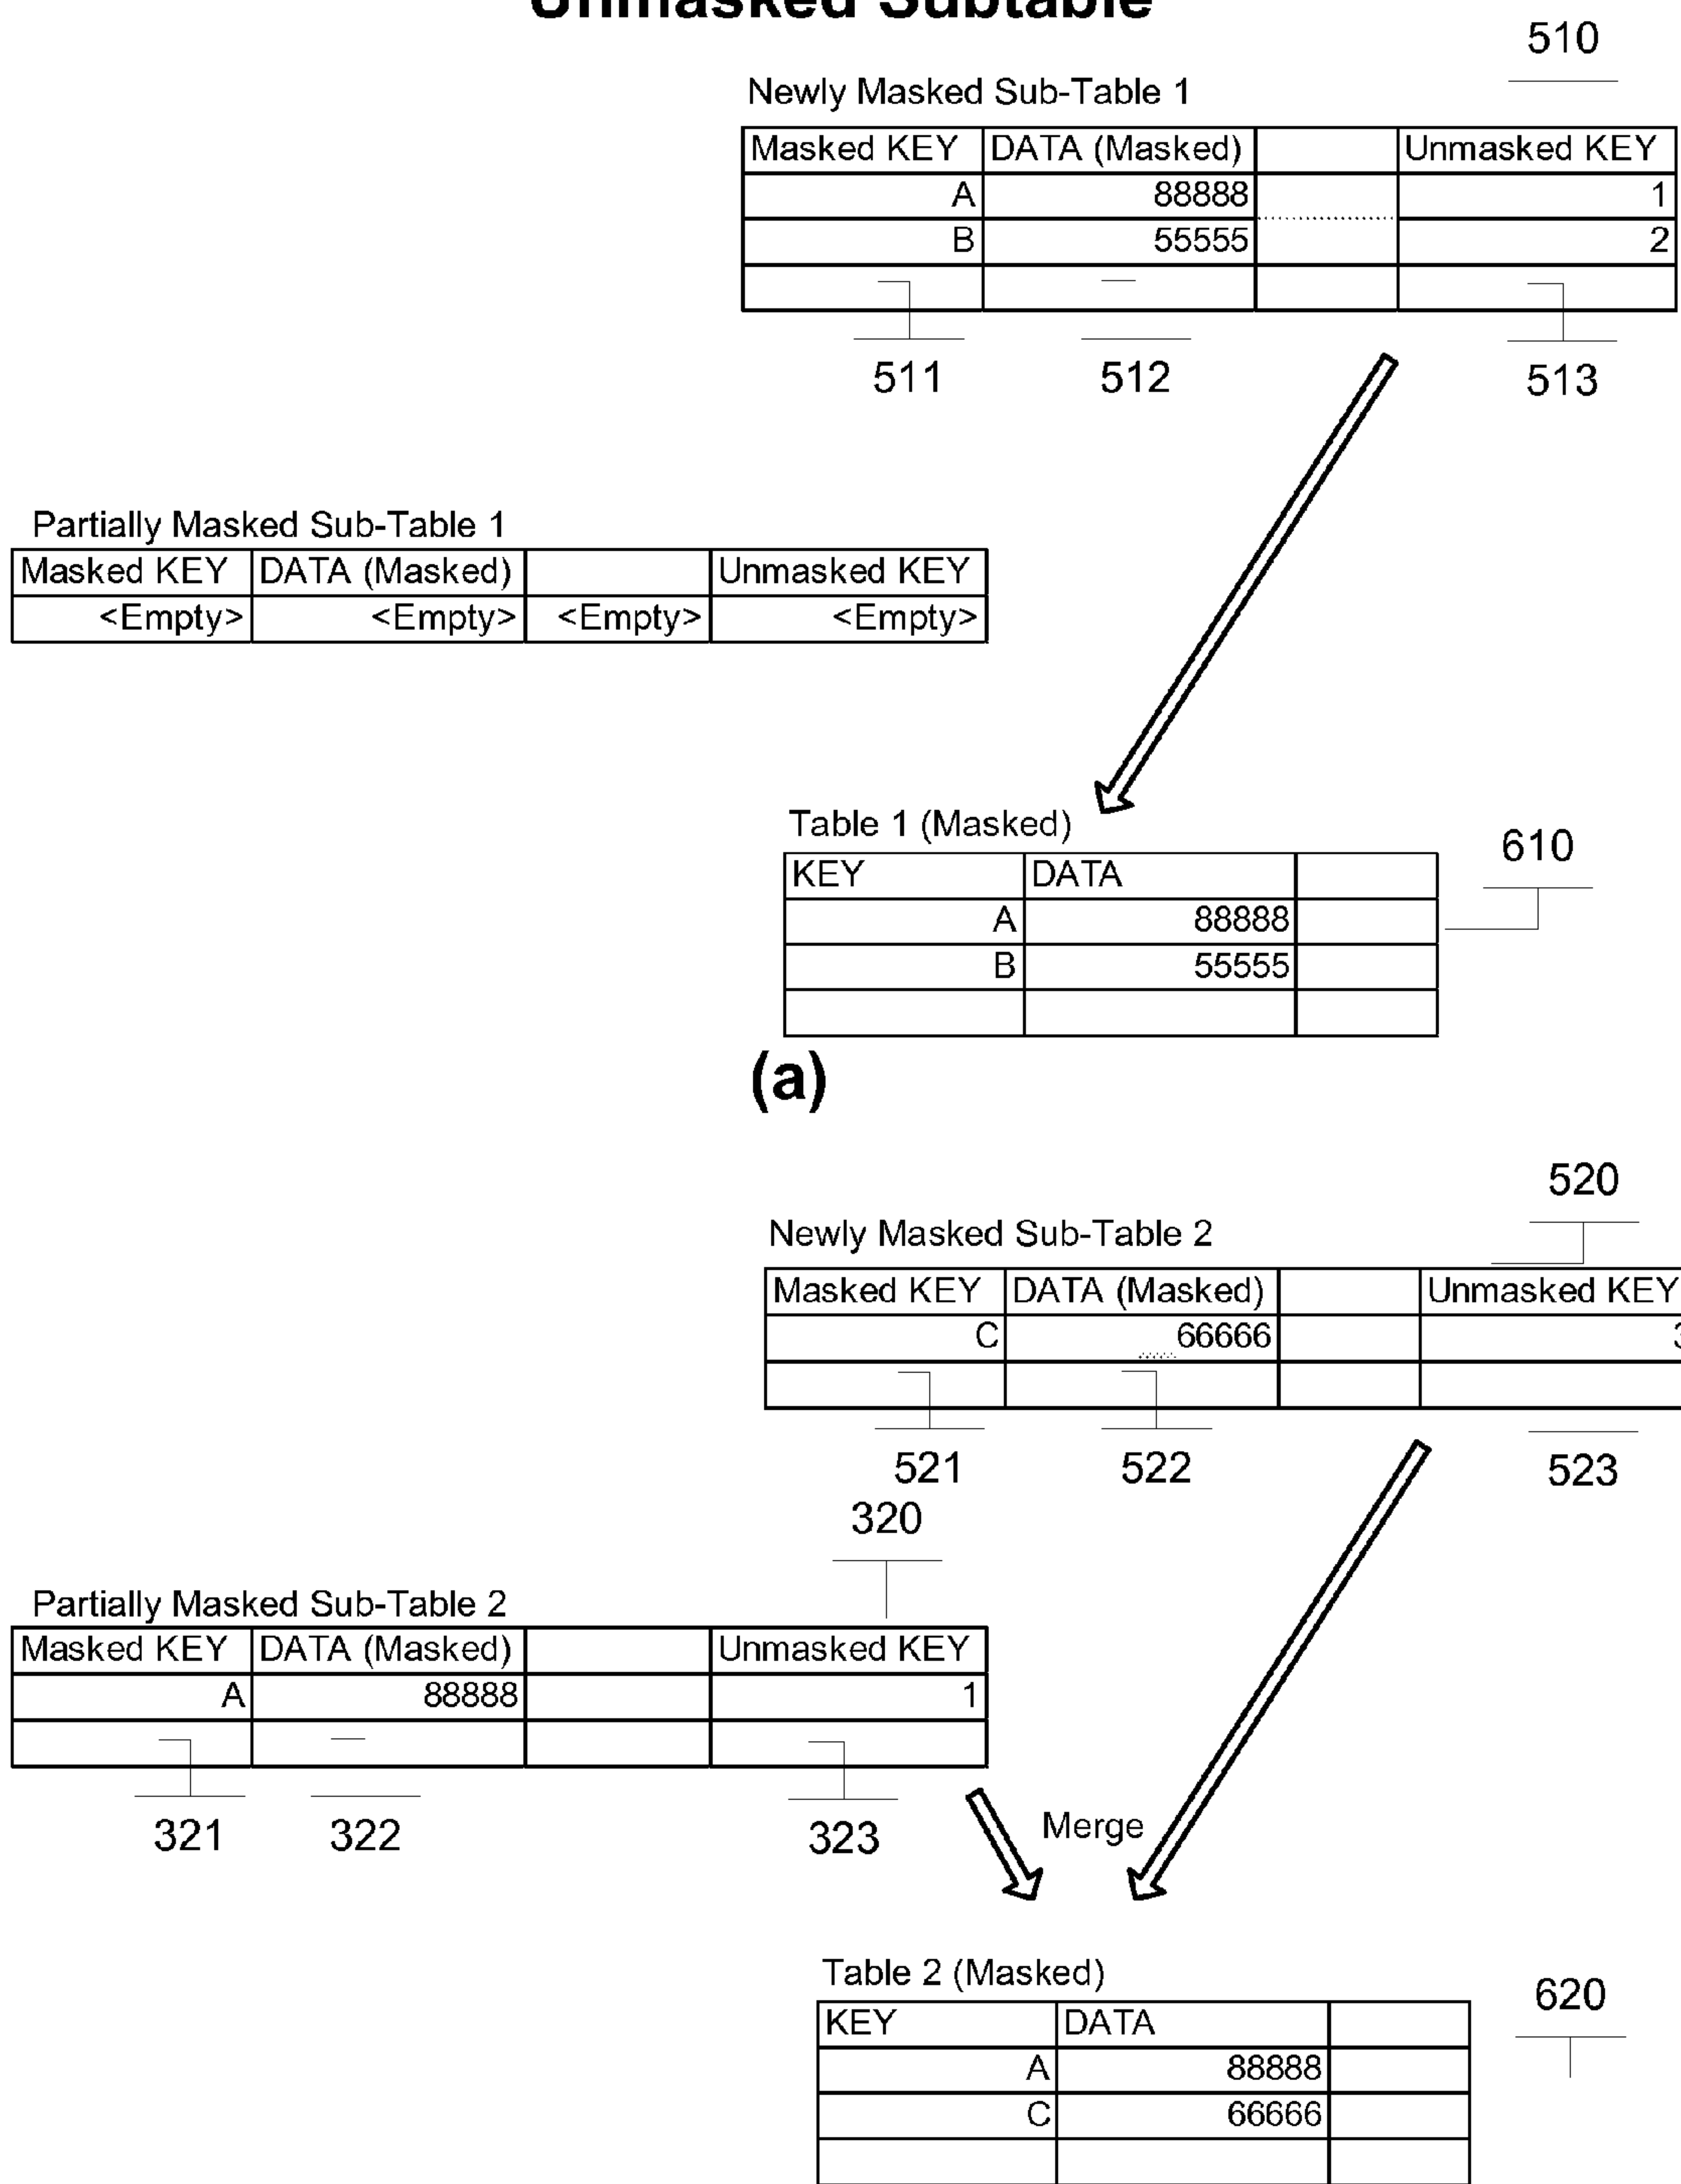 Unmasked Subtable
510
Newly Masked Sub-Table 1
Masked KEY DATA (Masked) Unmasked KEY
A 88888 1
B 55555 2
511 512 513
Partially Masked Sub-Table 1
Masked KEY DATA (Masked) Unmasked KEY
<Empty> <Empty> <Empty> <Empty>
Table 1 (Masked)
610
KEY DATA
A 88888
B 55555
(a)
520
Newly Masked Sub-Table 2
Masked KEY DATA (Masked) Unmasked KEY
C 66666 3
521 522 523
320
Partially Masked Sub-Table 2
Masked KEY DATA (Masked) Unmasked KEY
A 88888 1
321 322 323
Merge
Table 2 (Masked)
620
KEY DATA
A 88888
C 66666